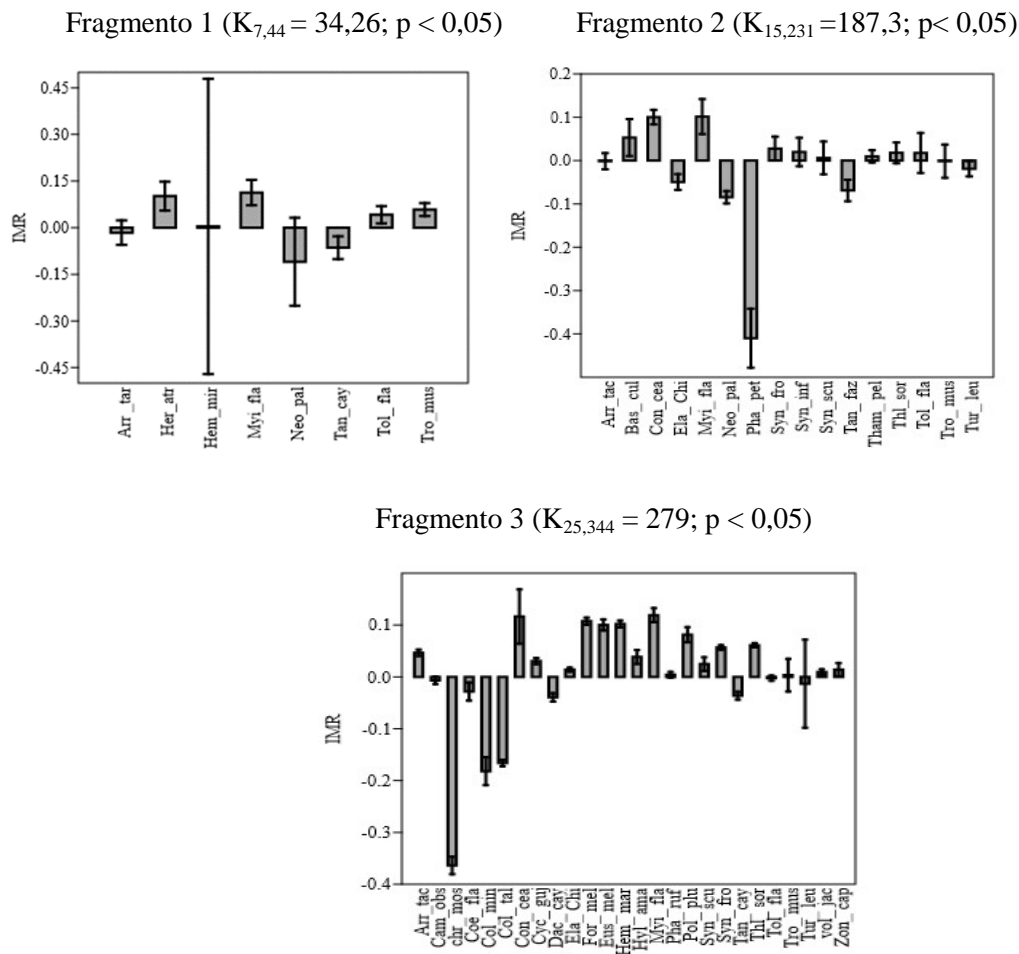 Fragmento 1 (K7,44 = 34,26; p < 0,05)
Fragmento 2 (K15,231 =187,3; p< 0,05)
0.45
0.30
0.15
0.00
-0.15
-0.30
-0.45
IMR
Arr_tar
Her_atr
Hem_mir
Myi_fla
Neo_pal
Tan_cay
Tol_fla
Tro_mus
0.2
0.1
0.0
-0.1
-0.2
-0.3
-0.4
IMR
Arr_tac
Bas_cul
Con_cea
Ela_Chi
Myi_fla
Neo_pal
Pha_pet
Syn_fro
Syn_inf
Syn_scu
Tan_faz
Tham_pel
Thl_sor
Tol_fla
Tro_mus
Tur_leu
Fragmento 3 (K25,344 = 279; p < 0,05)
0.1
0.0
-0.1
-0.2
-0.3
-0.4
IMR
Arr_tac
Cam_obs
chr_mos
Coe_fla
Col_min
Col_tal
Con_cea
Cyc_guj
Dac_cay
Ela_Chi
For_mel
Eus_mel
Hem_mar
Hyl_ama
Myi_fla
Pha_ruf
Pol_plu
Syn_scu
Syn_fro
Tan_cay
Thl_sor
Tol_fla
Tro_mus
Tur_leu
vol_jac
Zon_cap